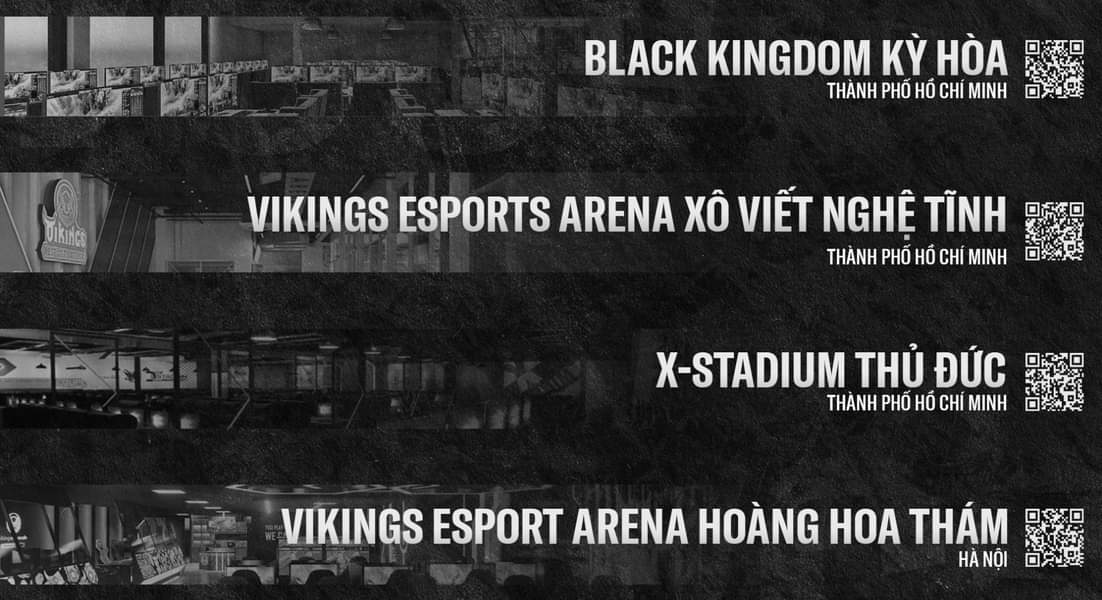 BLACK KINGDOM KỲ HÒA
THÀNH PHỐ HỒ CHÍ MINH
VIKINGS
VIKINGS ESPORTS ARENA XÔ VIẾT NGHỆ TĨNH
THÀNH PHỐ HỒ CHÍ MINH
X-STADIUM THỦ ĐỨC
THÀNH PHỐ HỒ CHÍ MINH
VIKINGS ESPORT ARENA HOÀNG HOA THÁM
HÀ NỘI